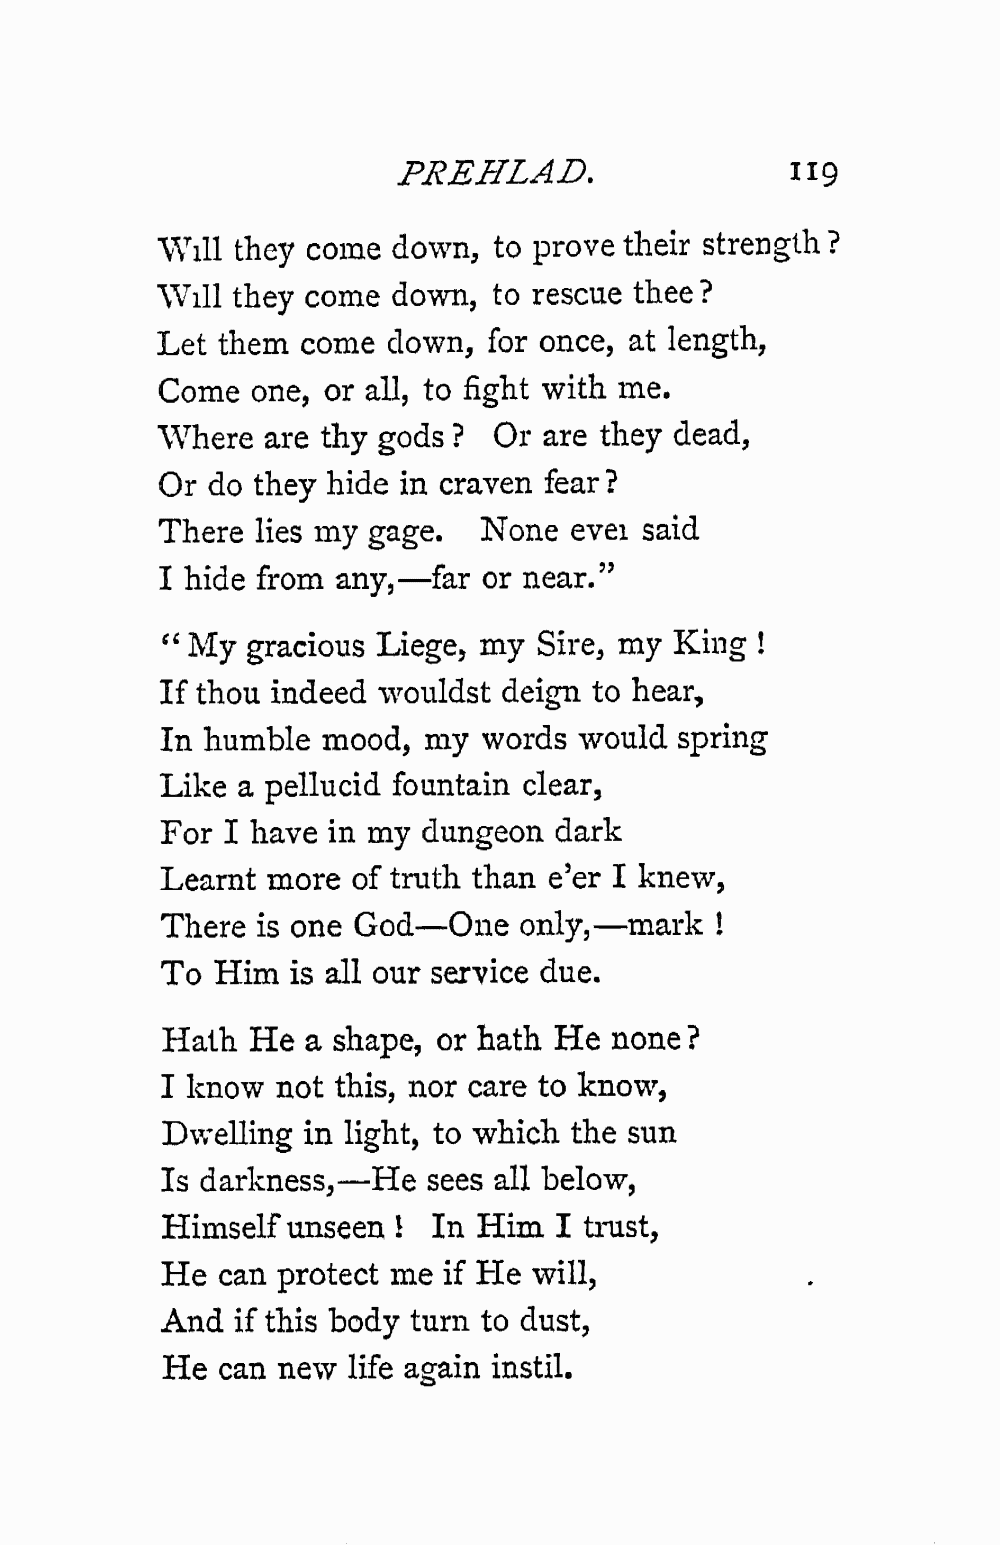 PREHLAD. 119
Will they come down, to prove their strength?
Will they come down, to rescue thee?
Let them come down, for once, at length,
Come one, or all, to fight with me.
Where are thy gods? Or are they dead,
Or do they hide in craven fear?
There lies my gage. None ever said
I hide from any,—far or near.”
“My gracious Liege, my Sire, my King!
If thou indeed wouldst deign to hear,
In humble mood, my words would spring
Like a pellucid fountain clear,
For I have in my dungeon dark
Learnt more of truth than e’er I knew,
There is one God—One only,—mark!
To Him is all our service due.
Hath He a shape, or hath He none?
I know not this, nor care to know,
Dwelling in light, to which the sun
Is darkness,—He sees all below,
Himself unseen! In Him I trust,
He can protect me if He will,
And if this body turn to dust,
He can new life again instil.